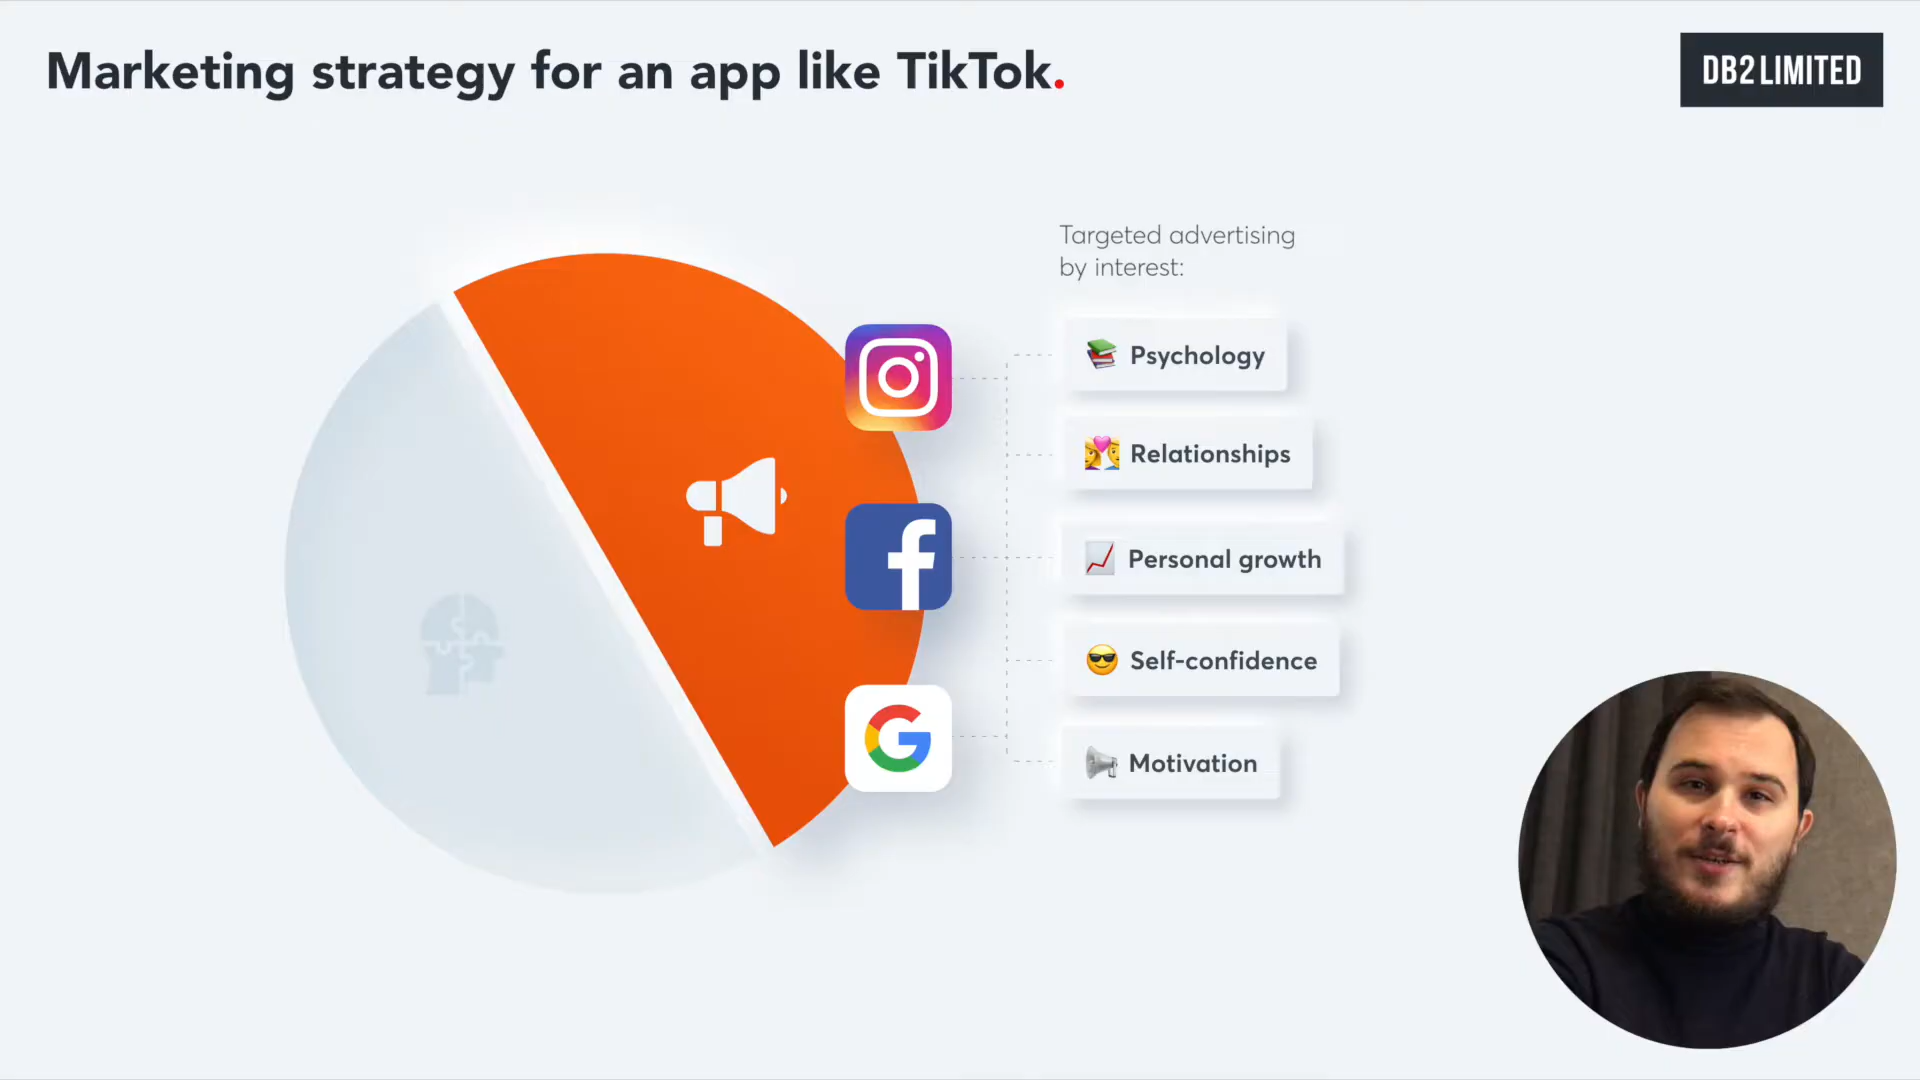 Marketing strategy for an app like TikTok.
DB2 LIMITED
Targeted advertising
by interest:
Psychology
Relationships
Personal growth
Self-confidence
Motivation